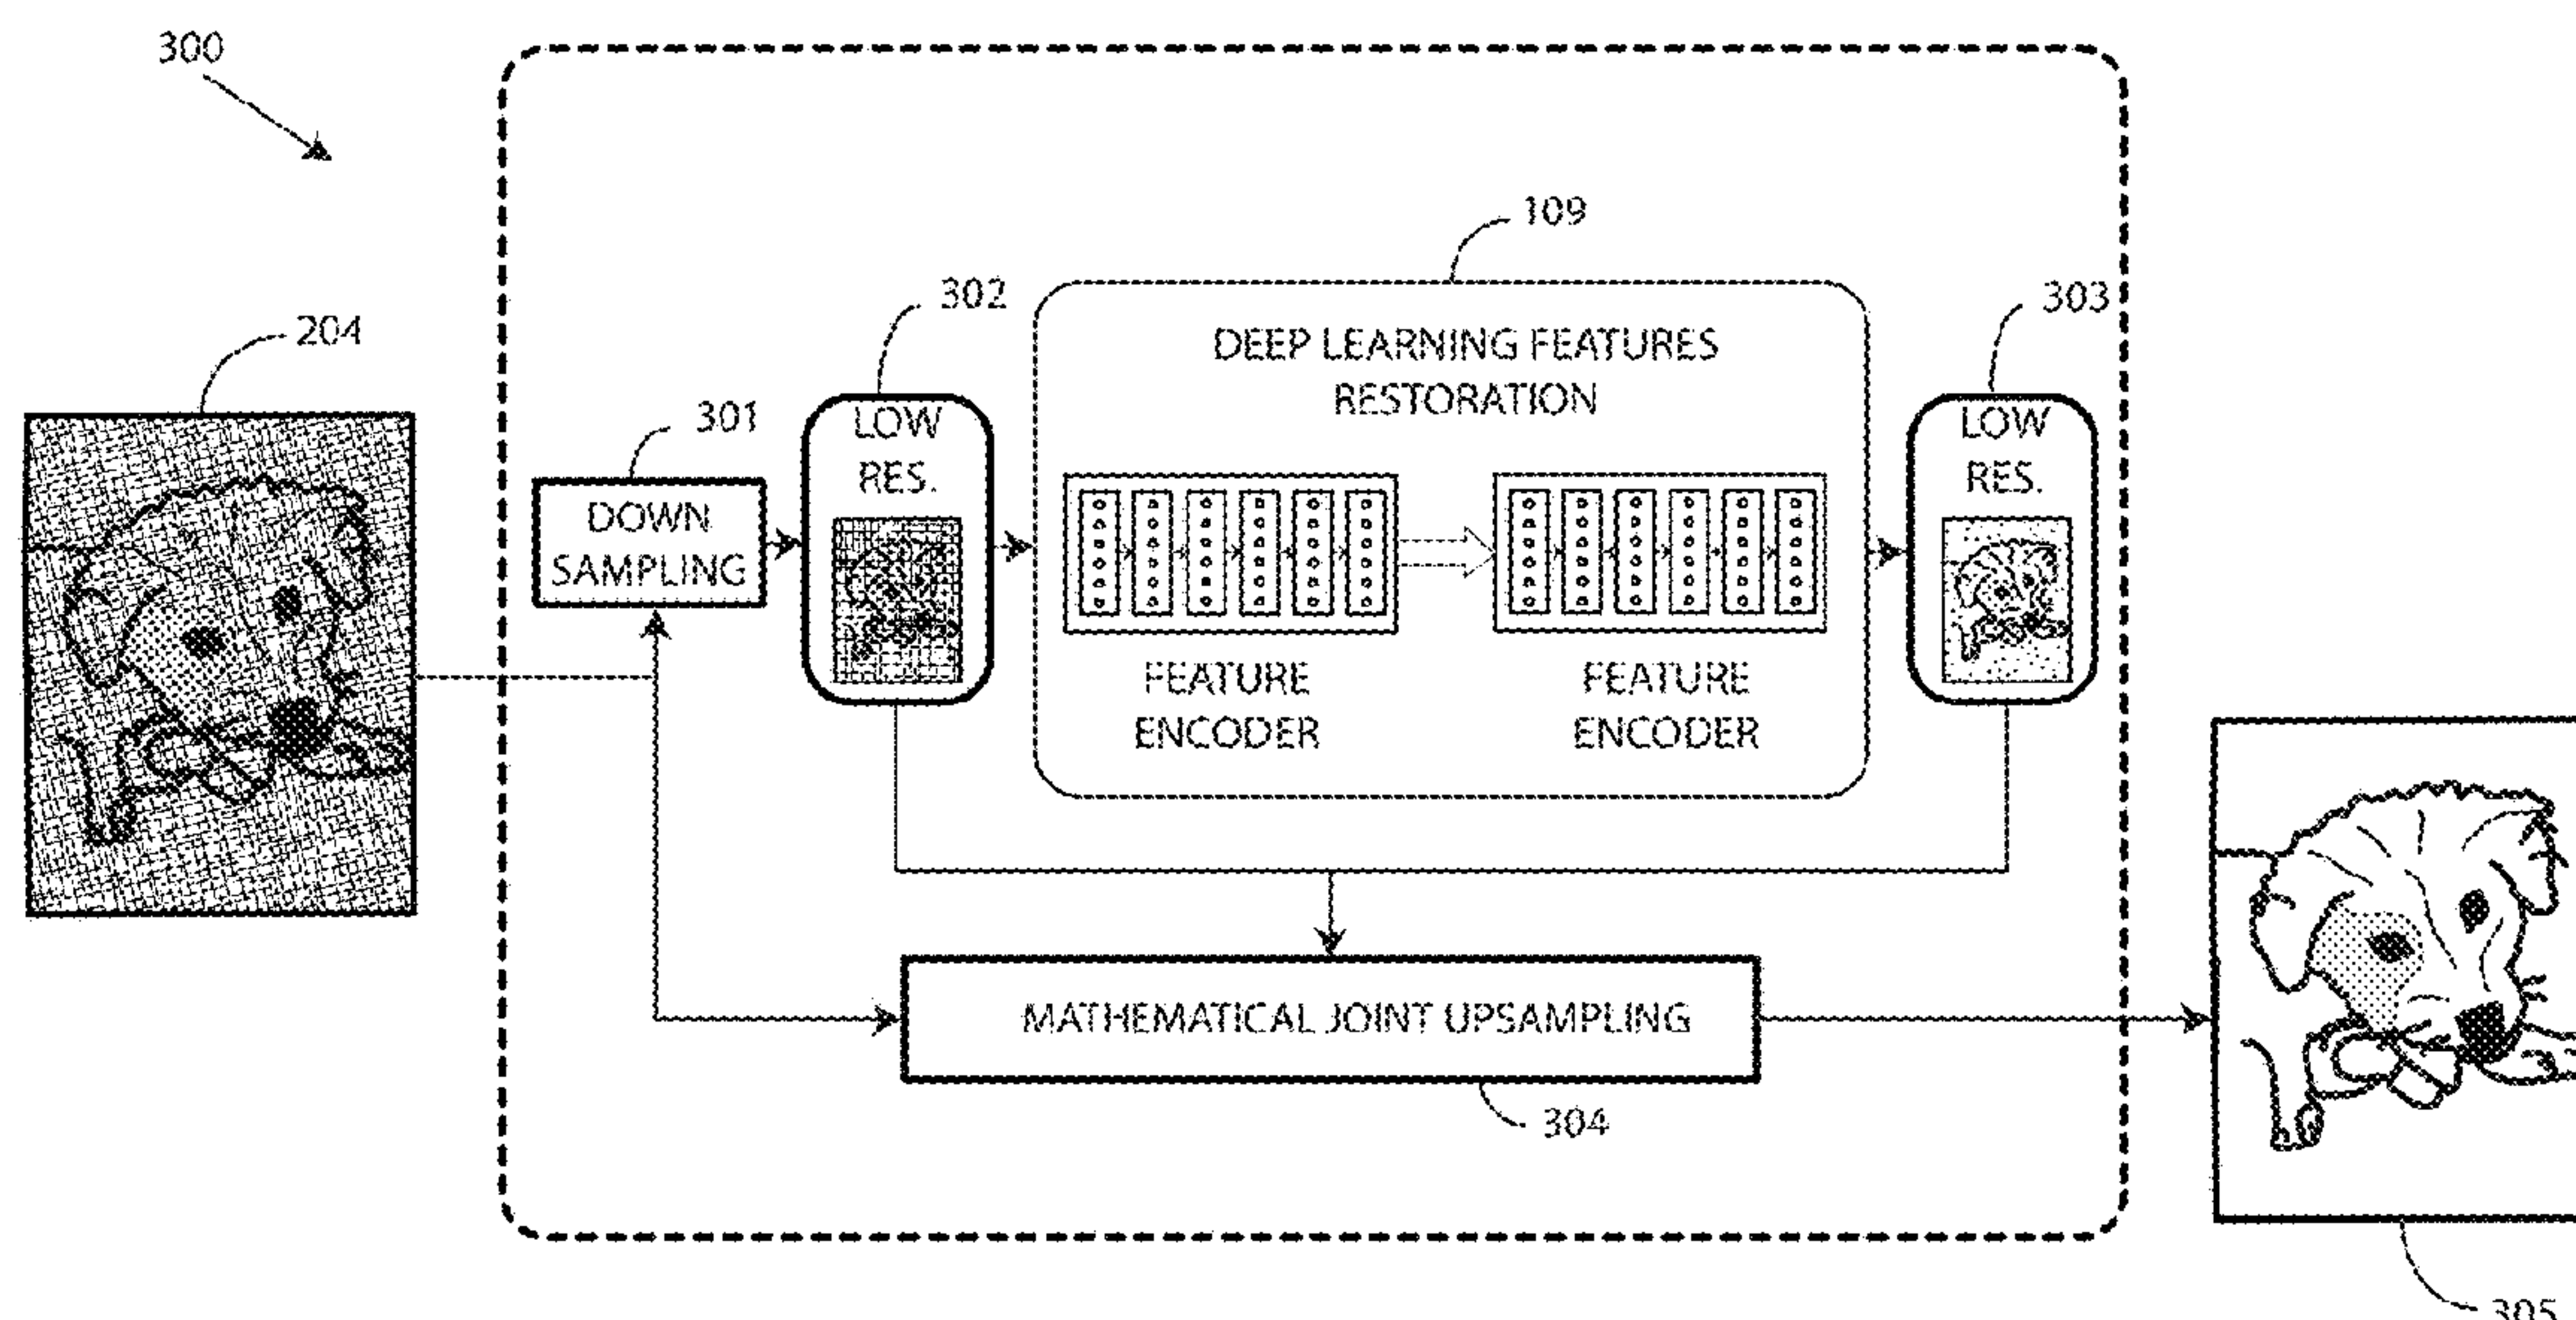 300
109
302
303
204
DEEP LEARNING FEATURES
RESTORATION
301
LOW
RES.
LOW
RES.
DOWN
SAMPLING
FEATURE
ENCODER
FEATURE
ENCODER
MATHEMATICAL JOINT UPSAMPLING
304
305